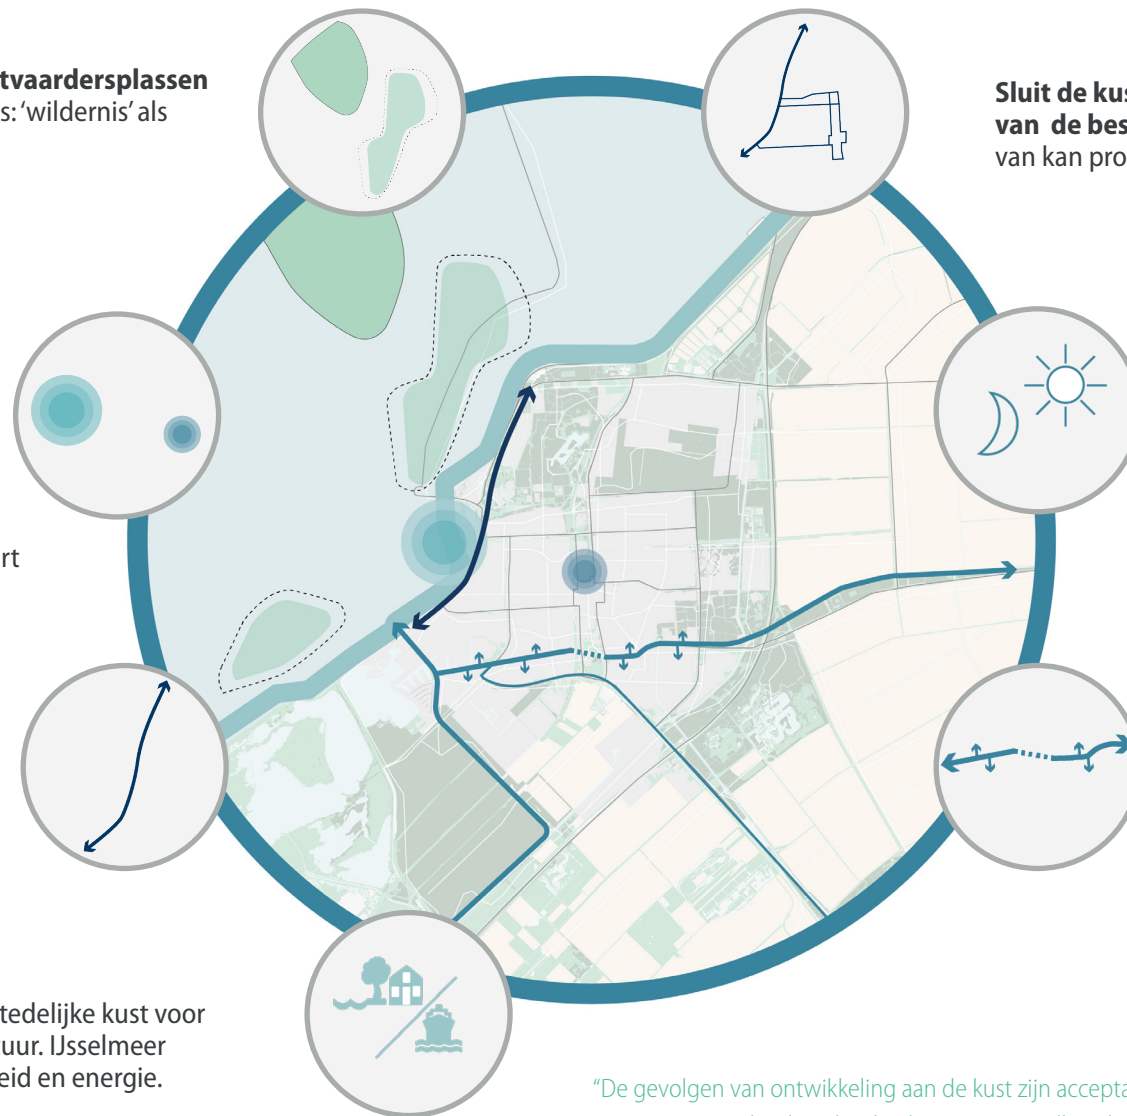 tvaardersplassen
s: ‘wildernis’ als
Sluit de kus
van de bes
van kan pro
rt
tedelijke kust voor
uur. IJsselmeer
eid en energie.
“De gevolgen van ontwikkeling aan de kust zijn accepta